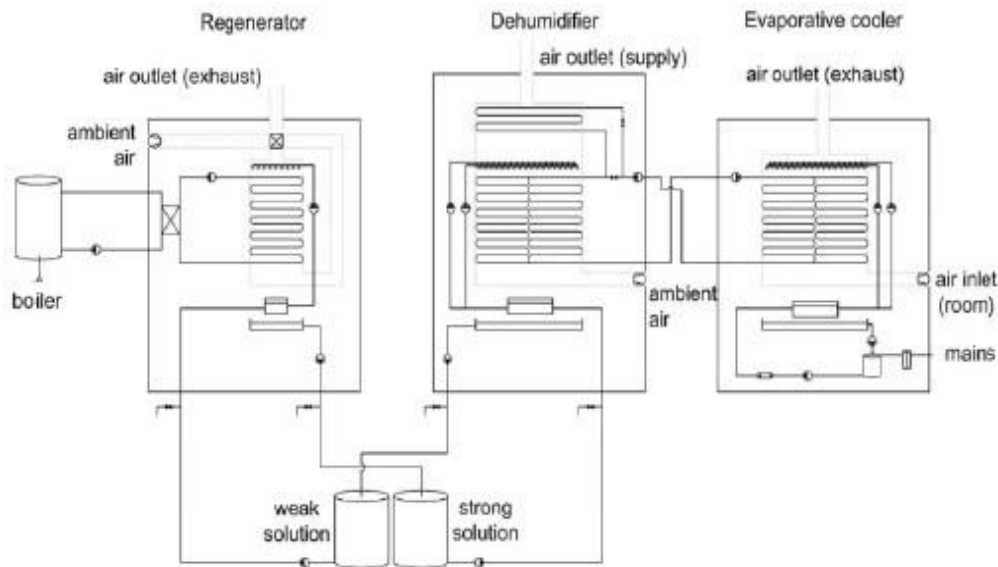 Regenerator
Dehumidifier
Evaporative cooler
air outlet (exhaust)
air outlet (supply)
air outlet (exhaust)
ambient
air
boiler
ambient
air
air inlet
(room)
mains
weak
solution
strong
solution